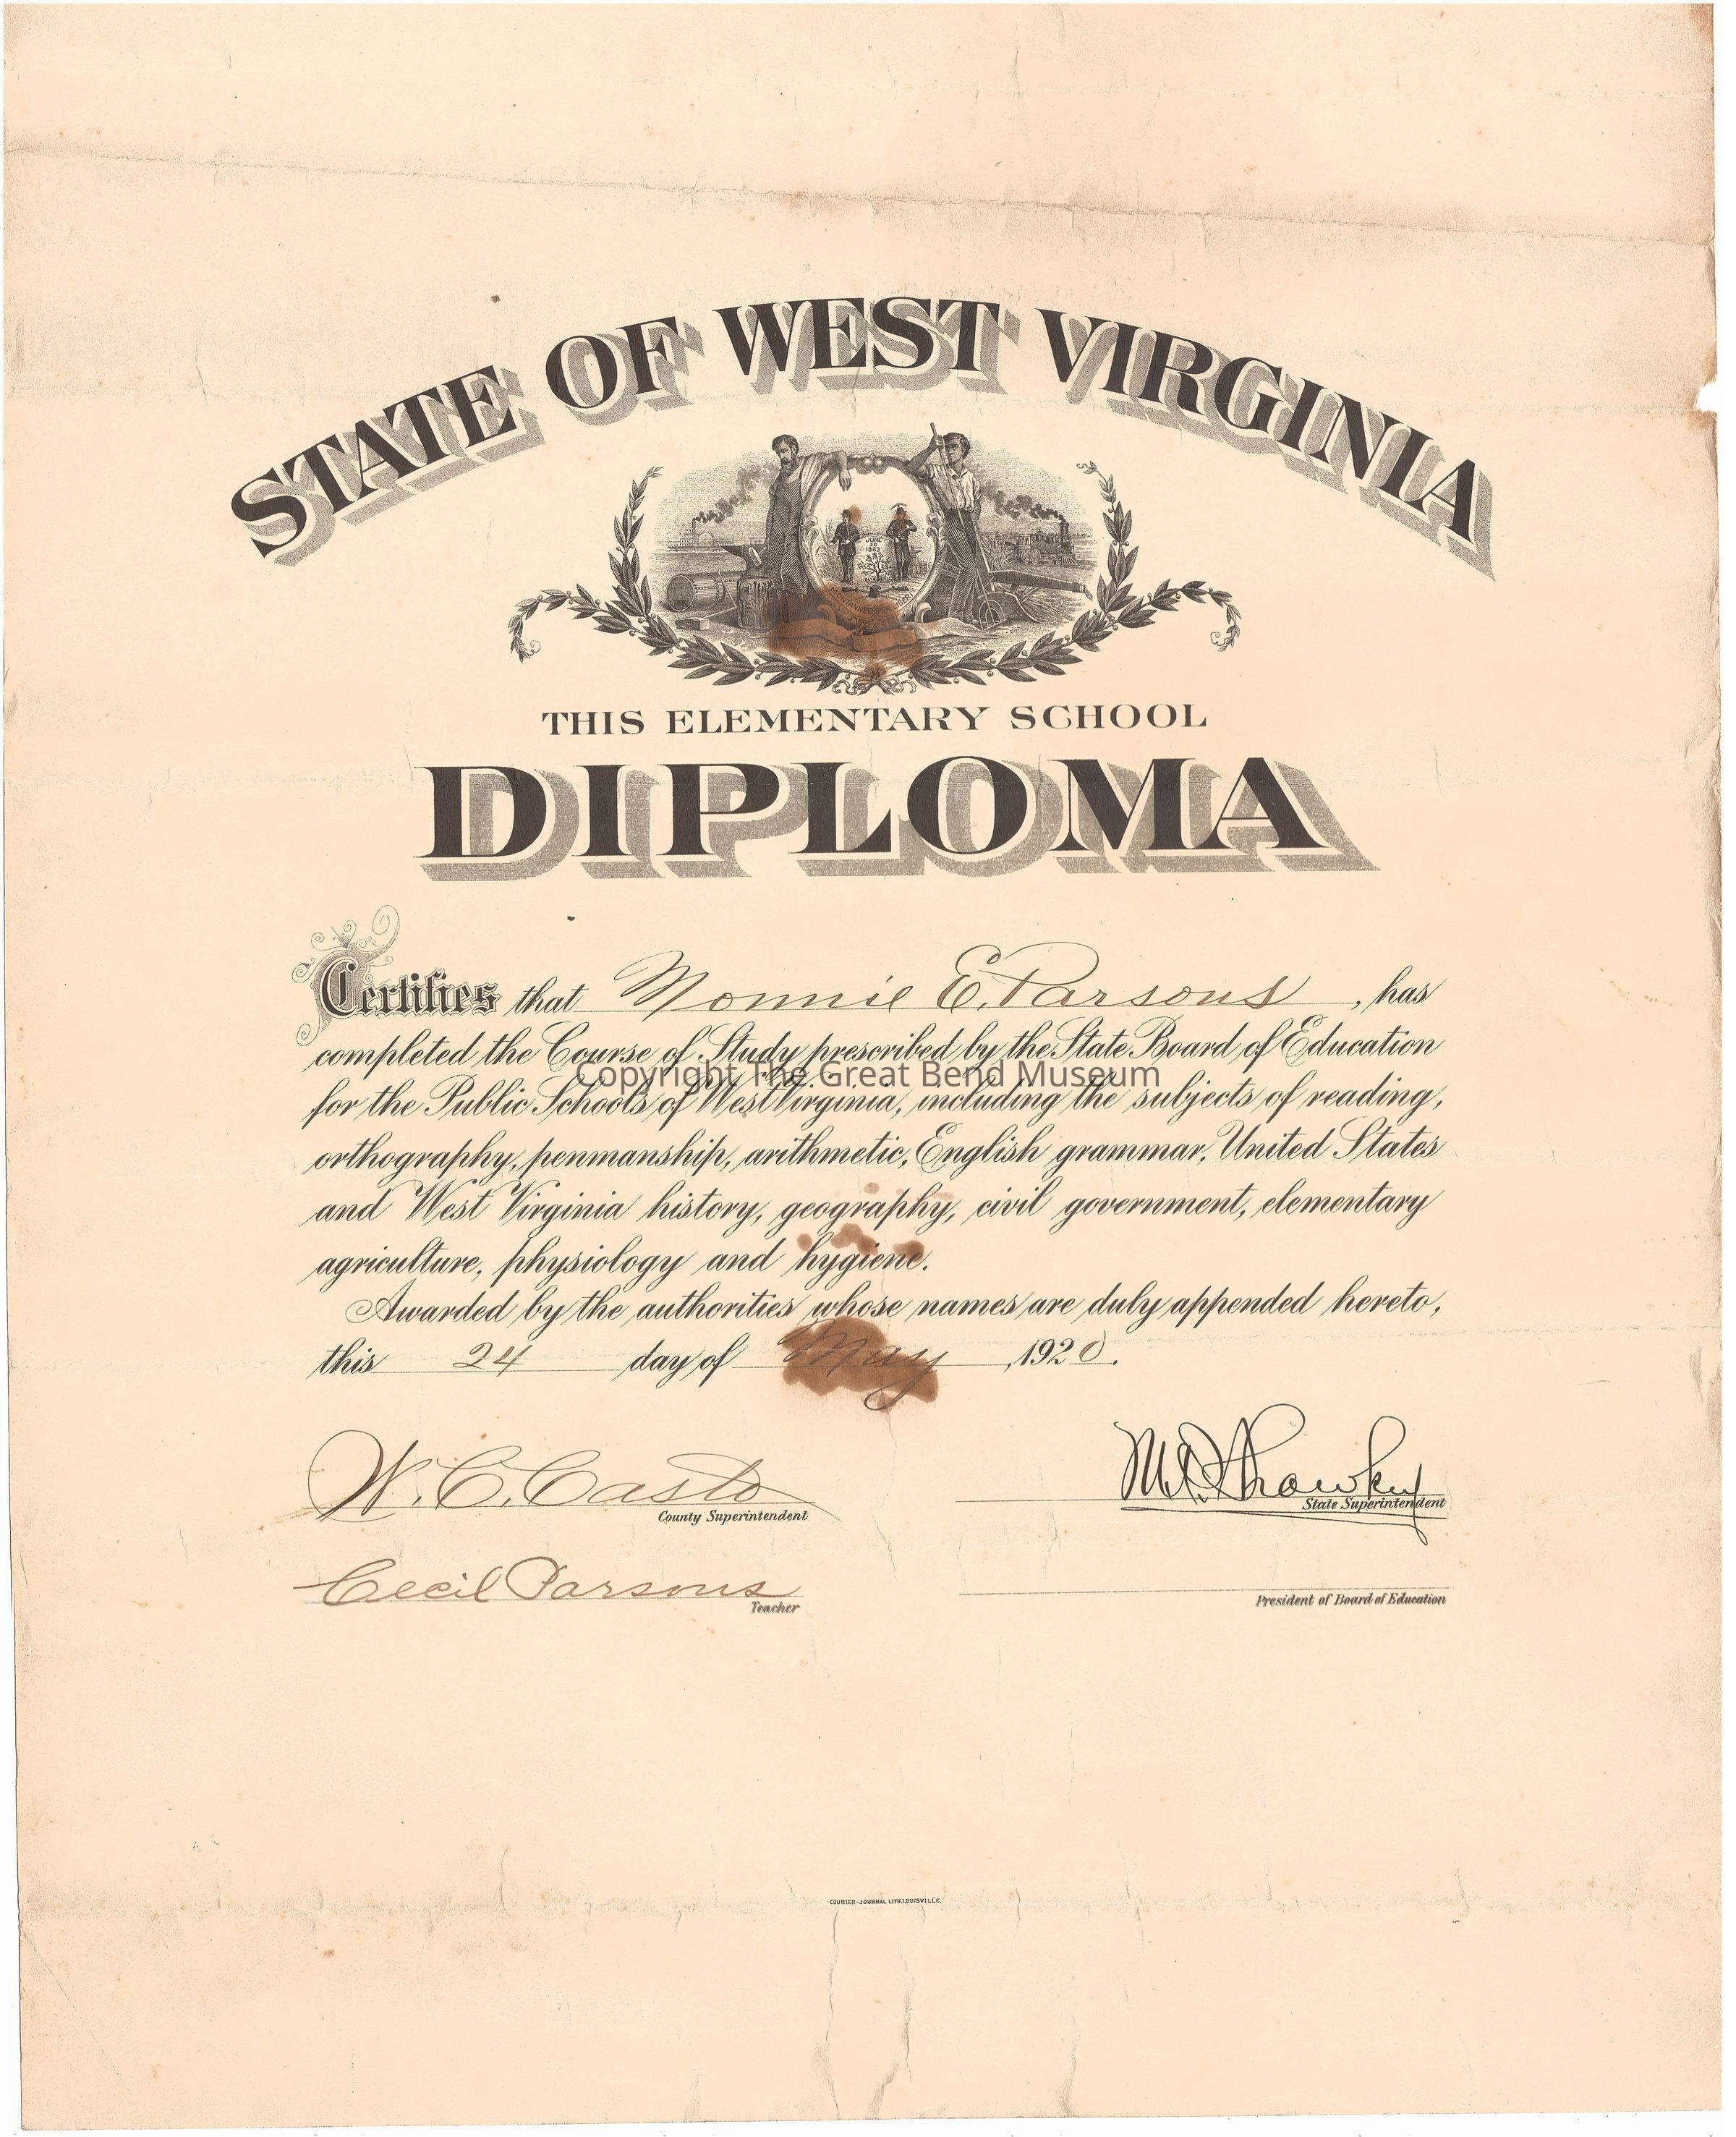 STATE OF WEST VIRGINIA
JUNE
20
1863
THIS ELEMENTARY SCHOOL
DIPLOMA
Certifies that Monnie E. Parsons, has
completed the Course of Study prescribed by the State Board of Education
Copyright The Great Bend Museum
for the Public Schools of West Virginia, including the subjects of reading,
orthography, penmanship, arithmetic, English grammar, United States
and West Virginia history, geography, civil government, elementary
agriculture, physiology and hygiene.
Awarded by the authorities whose names are duly appended hereto,
this 24 day of May, 1920.
W. C. Casto
County Superintendent
State Superintendent
Cecil Parsons
Teacher
President of Board of Education
COURIER-JOURNAL LITH. LOUISVILLE.